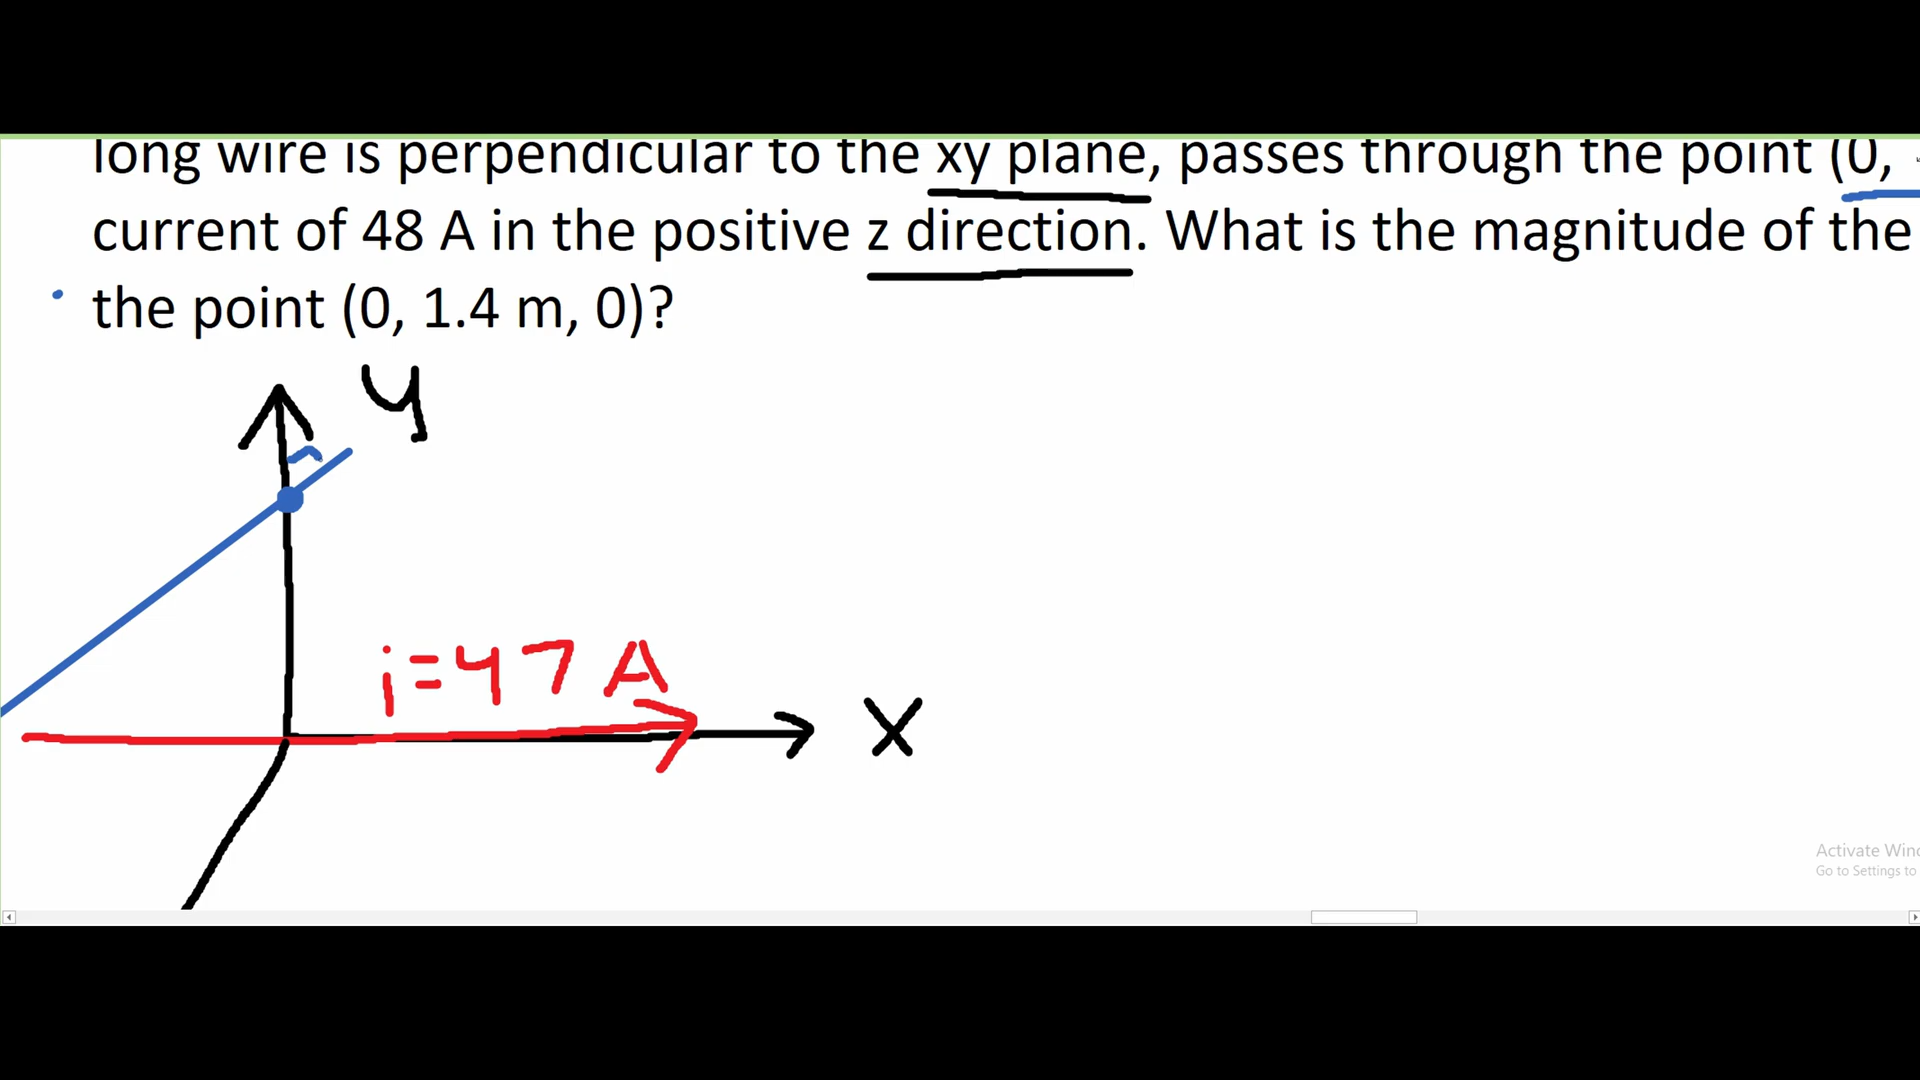 long wire is perpendicular to the xy plane, passes through the point (0,
current of 48 A in the positive z direction. What is the magnitude of the
the point (0, 1.4 m, 0)?
y
i=47 A
x
Activate Wind
Go to Settings to